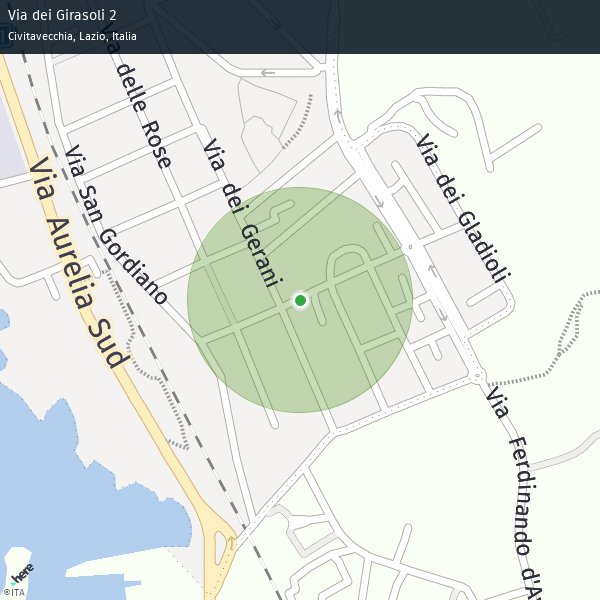 Via dei Girasoli 2
Civitavecchia, Lazio, Italia
Via delle Rose
Via dei Gerani
Via dei Gladioli
Via San Gordiano
Via Aurelia Sud
Via Ferdinando d'A
here
©ITA